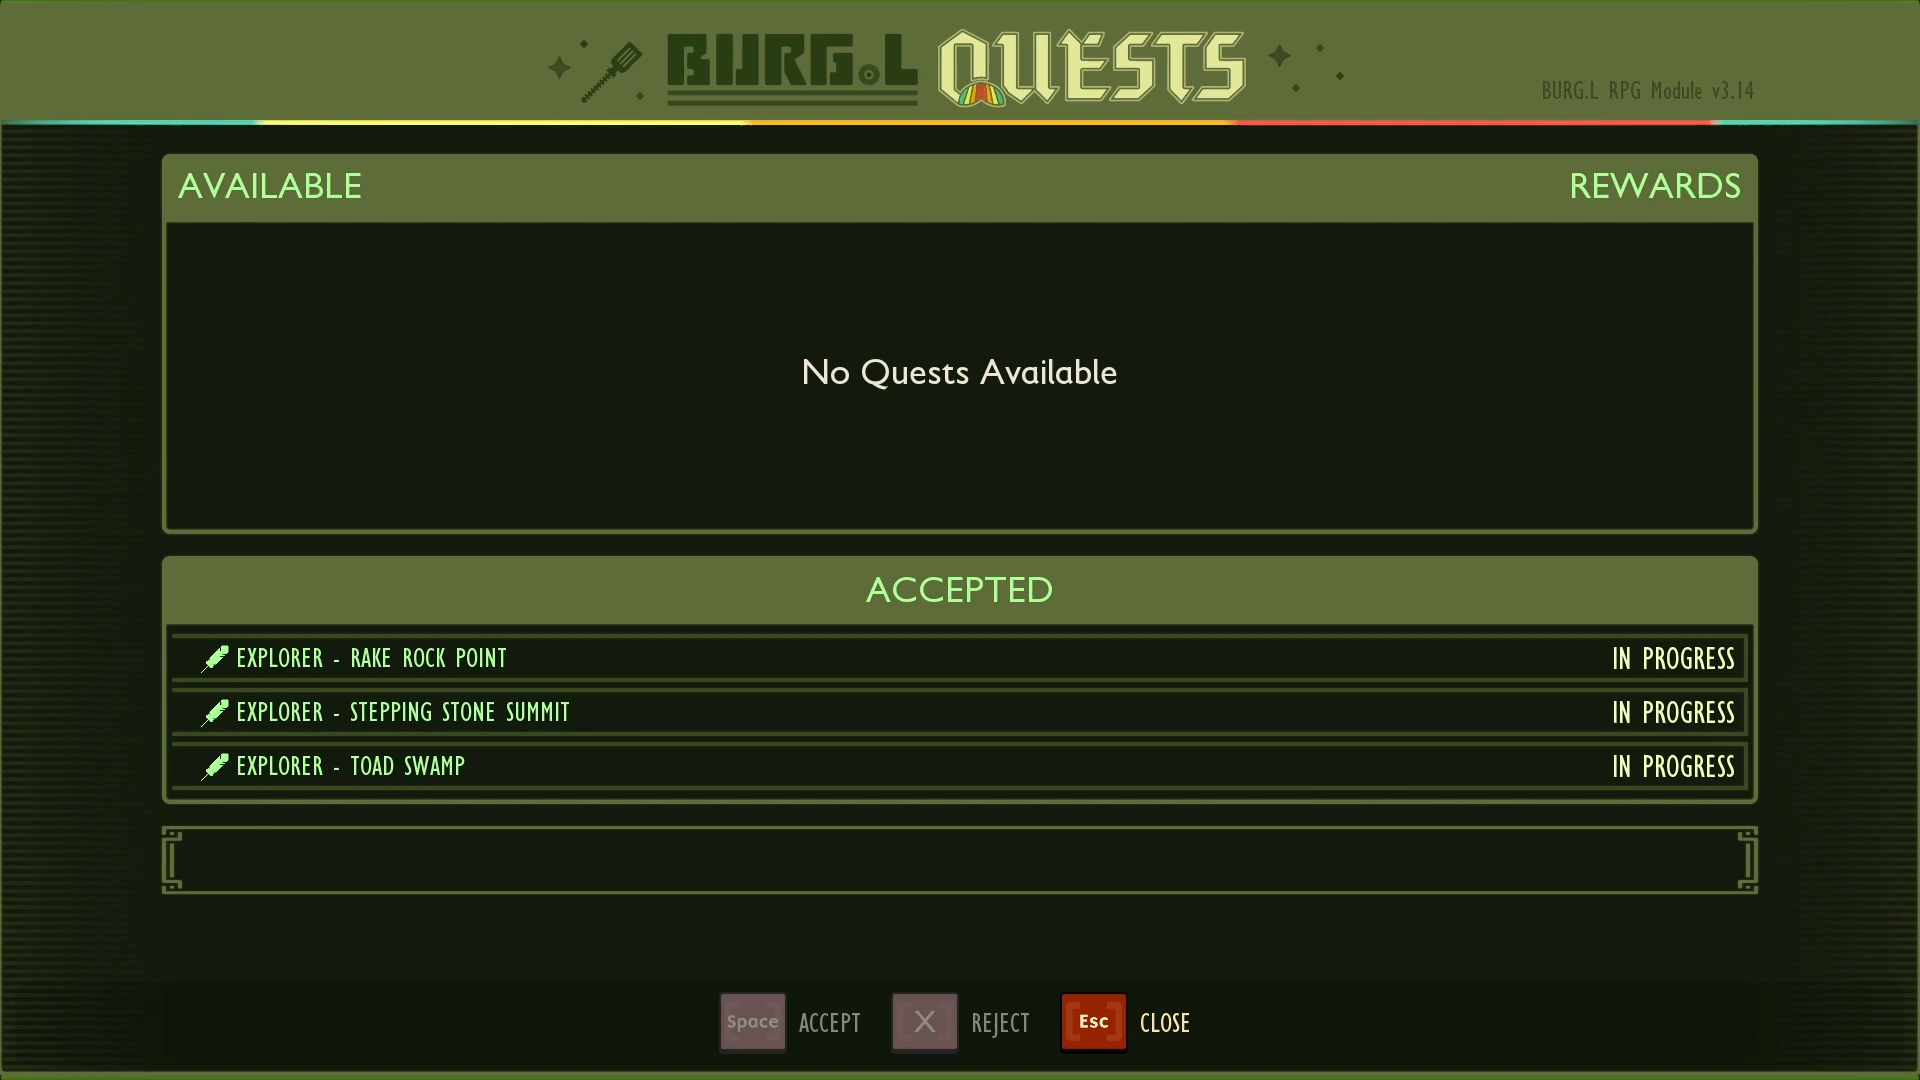 BURG.L QUESTS
BURG.L RPG Module v3.14
AVAILABLE REWARDS
No Quests Available
ACCEPTED
EXPLORER - RAKE ROCK POINT IN PROGRESS
EXPLORER - STEPPING STONE SUMMIT IN PROGRESS
EXPLORER - TOAD SWAMP IN PROGRESS
Space ACCEPT X REJECT Esc CLOSE